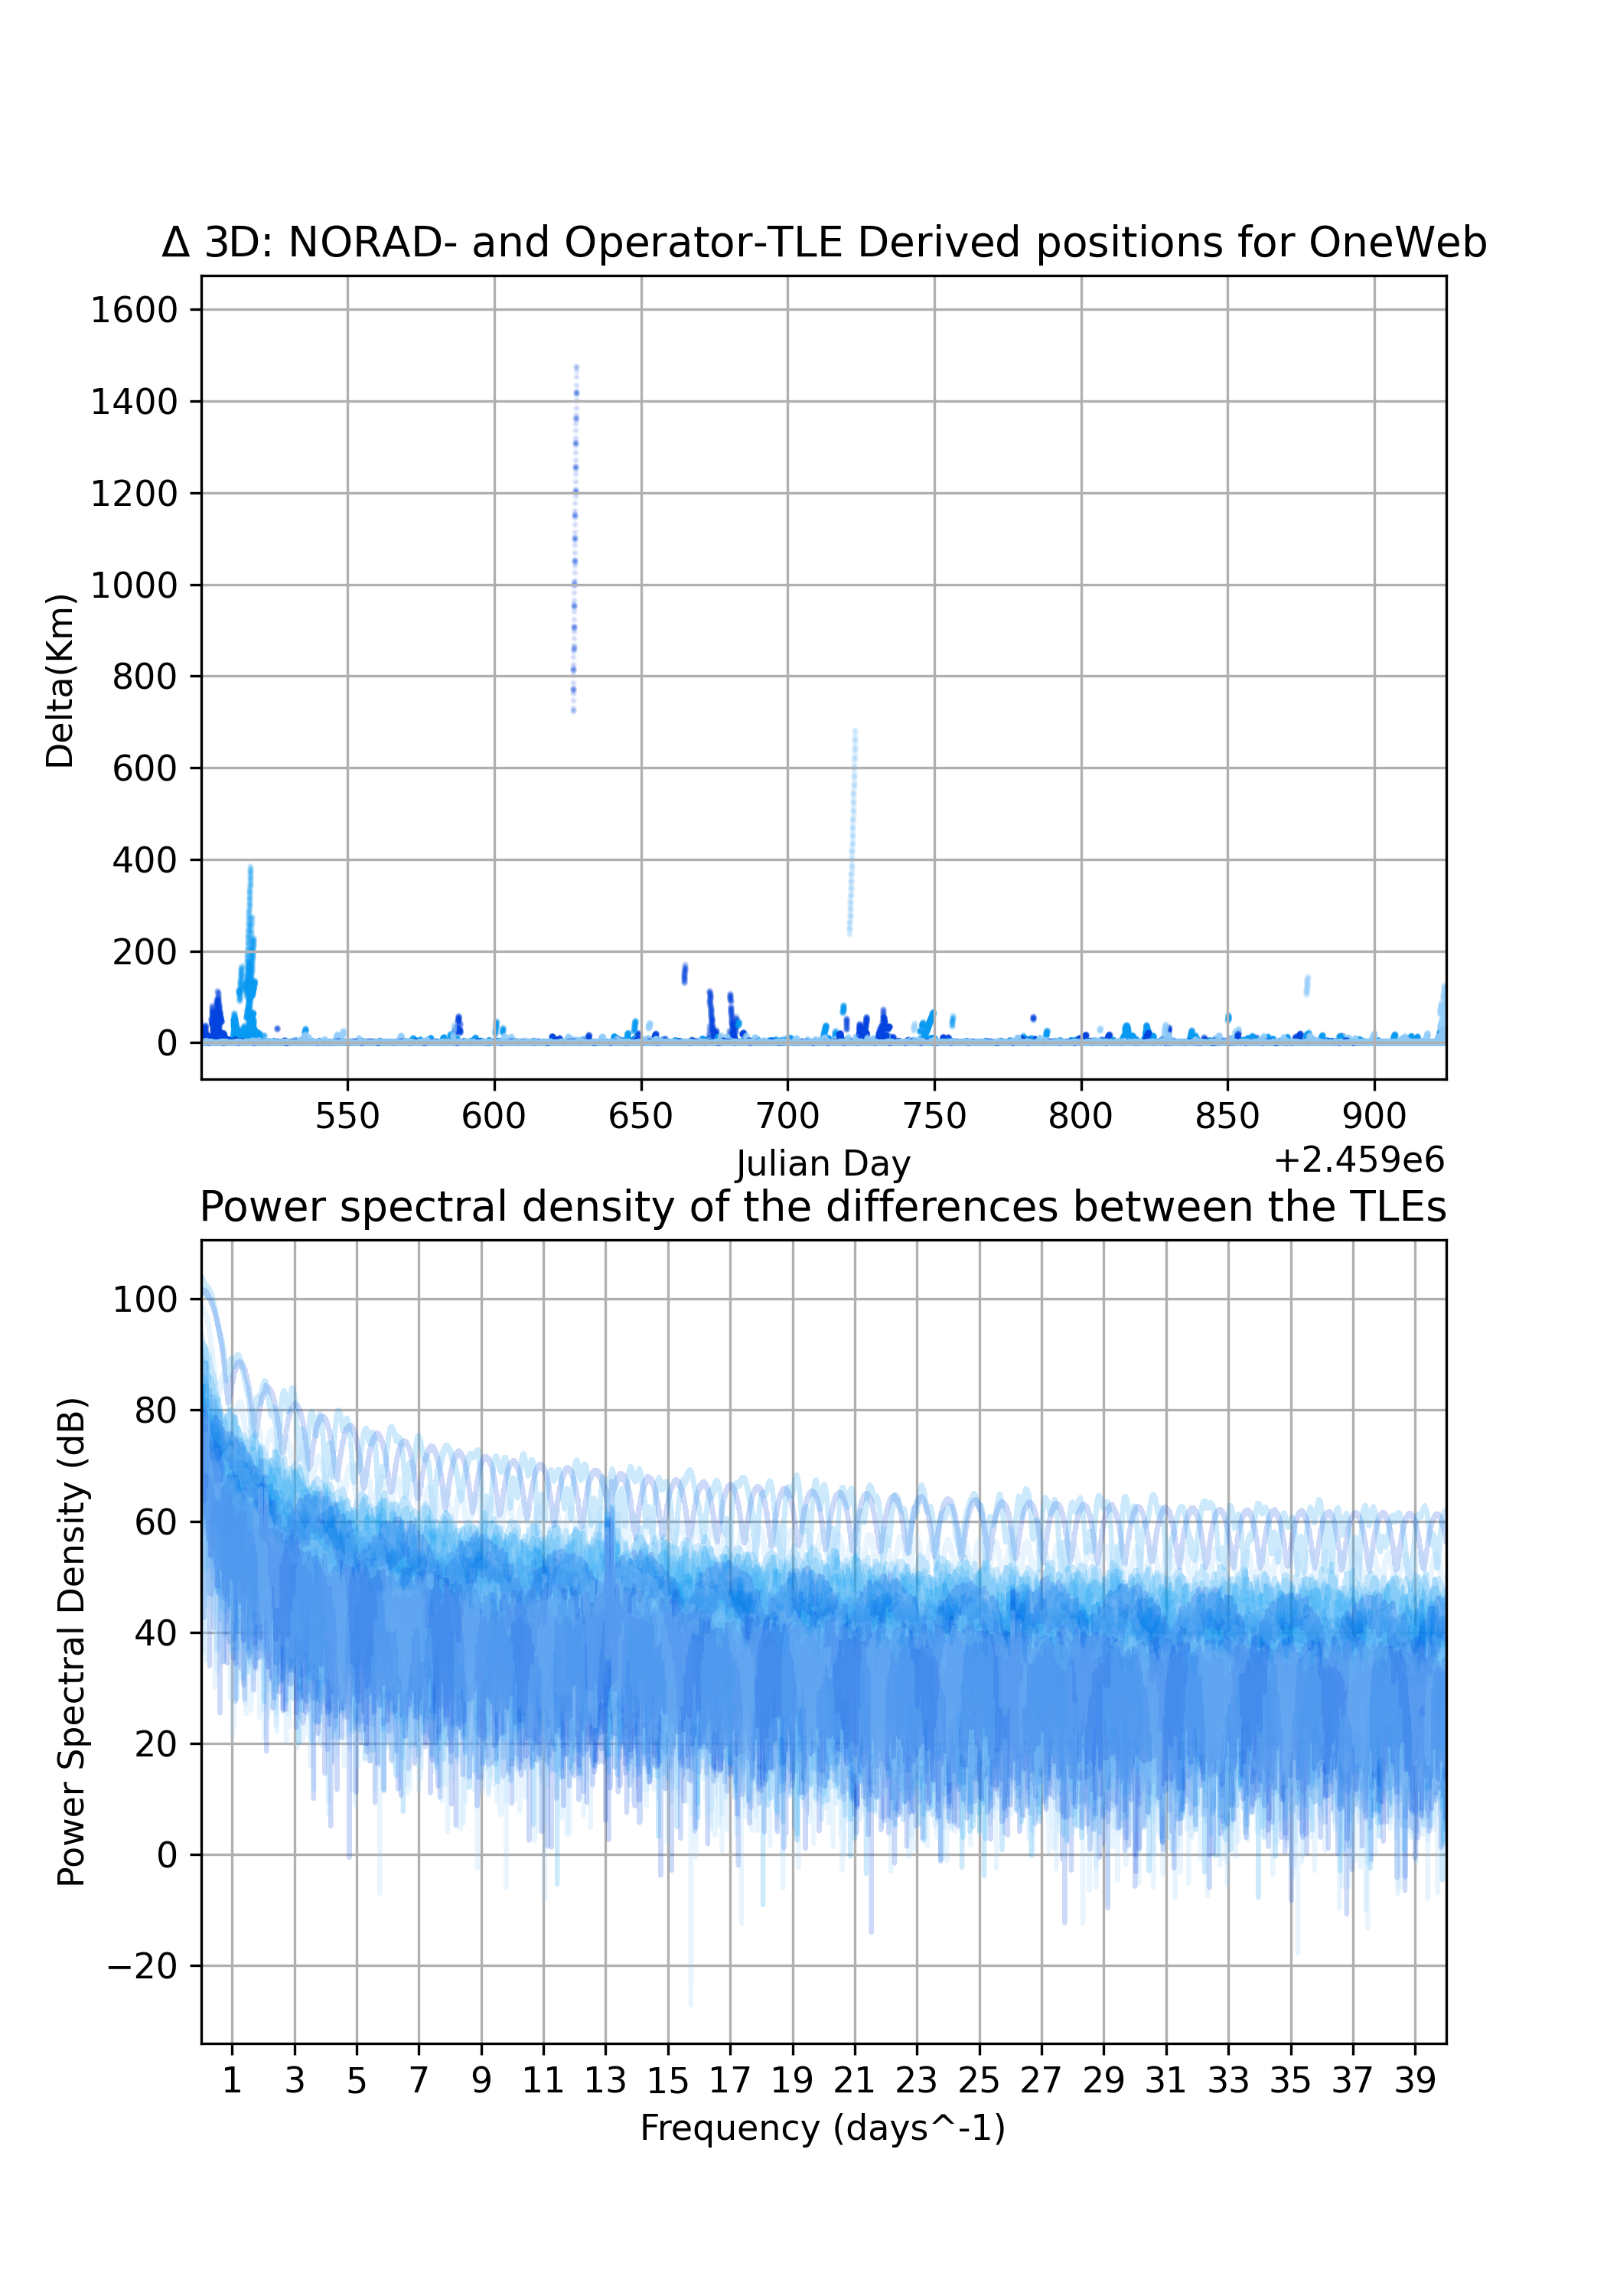 Δ 3D: NORAD- and Operator-TLE Derived positions for OneWeb
1600
1400
1200
1000
800
600
400
200
0
Delta(Km)
550 600 650 700 750 800 850 900
Julian Day
+2.459e6
Power spectral density of the differences between the TLEs
100
80
60
40
20
0
−20
Power Spectral Density (dB)
1 3 5 7 9 11 13 15 17 19 21 23 25 27 29 31 33 35 37 39
Frequency (days^-1)